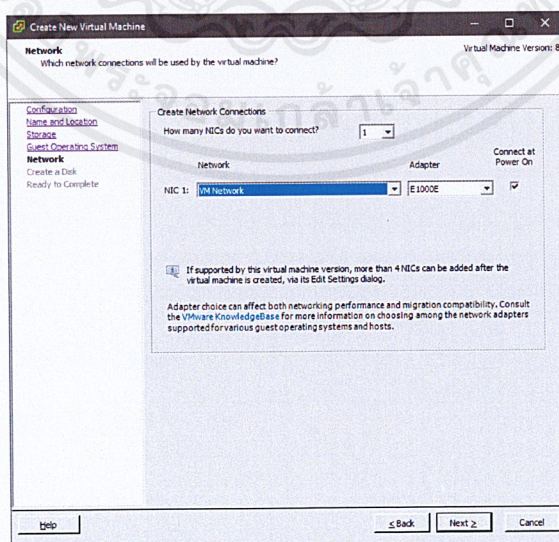 Create New Virtual Machine
Network
Which network connections will be used by the virtual machine?
Virtual Machine Version: 8
Configuration
Name and Location
Storage
Guest Operating System
Network
Create a Disk
Ready to Complete
Create Network Connections
How many NICs do you want to connect?
1
Network
Adapter
Connect at
Power On
NIC 1:
VM Network
E1000E
If supported by this virtual machine version, more than 4 NICs can be added after the
virtual machine is created, via its Edit Settings dialog.
Adapter choice can affect both networking performance and migration compatibility. Consult
the VMware KnowledgeBase for more information on choosing among the network adapters
supported for various guest operating systems and hosts.
Help
≤ Back
Next ≥
Cancel